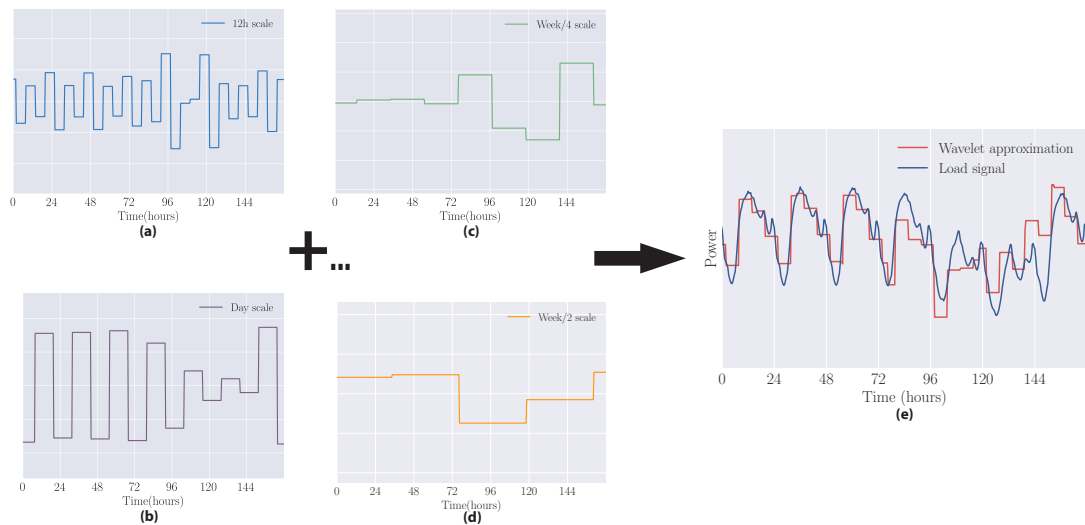 12h scale
0 24 48 72 96 120 144
Time(hours)
(a)
Week/4 scale
0 24 48 72 96 120 144
Time(hours)
(c)
+...
Day scale
0 24 48 72 96 120 144
Time(hours)
(b)
Week/2 scale
0 24 48 72 96 120 144
Time(hours)
(d)
Wavelet approximation
Load signal
Power
0 24 48 72 96 120 144
Time (hours)
(e)